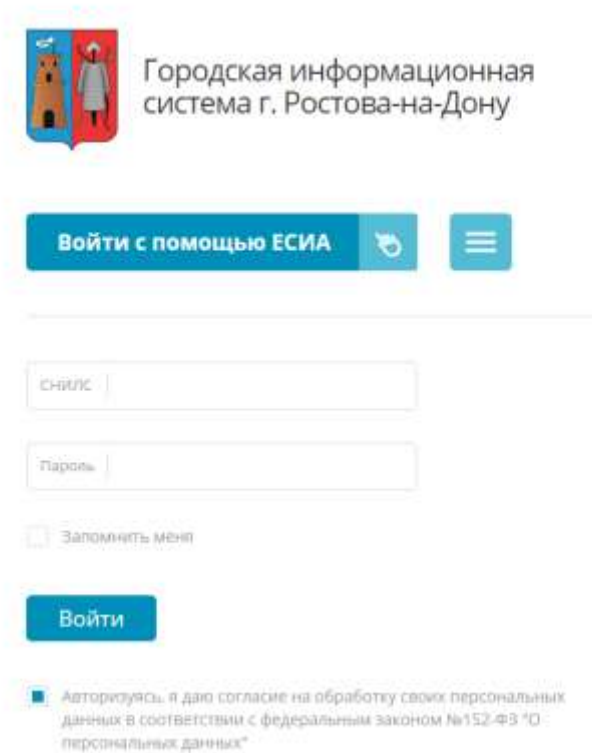 Городская информационная
система г. Ростова-на-Дону
Войти с помощью ЕСИА
СНИЛС
Пароль
Запомнить меня
Войти
Авторизуясь, я даю согласие на обработку своих персональных
данных в соответствии с федеральным законом №152-ФЗ "О
персональных данных"